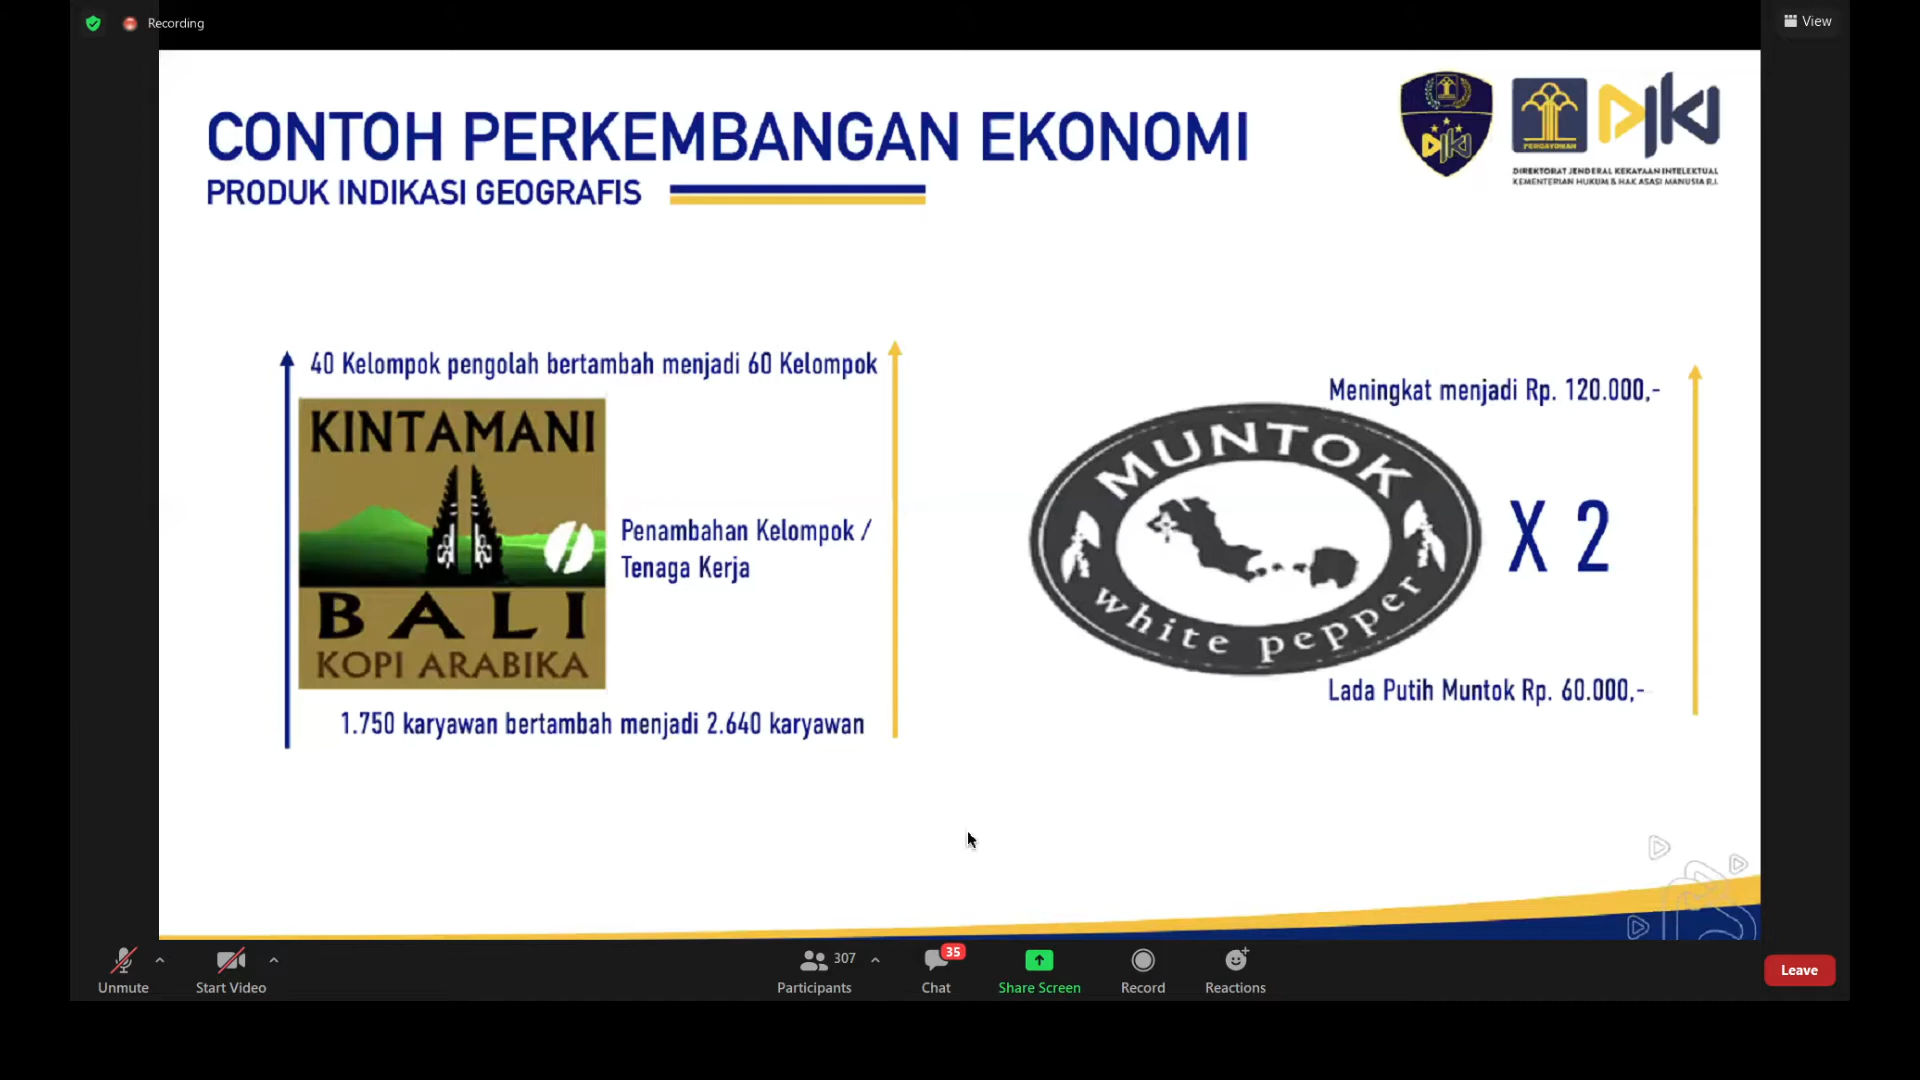 Recording
View
CONTOH PERKEMBANGAN EKONOMI
PRODUK INDIKASI GEOGRAFIS
PENGAYOMAN
DJKI
DIREKTORAT JENDERAL KEKAYAAN INTELEKTUAL
KEMENTERIAN HUKUM & HAK ASASI MANUSIA R.I.
40 Kelompok pengolah bertambah menjadi 60 Kelompok
KINTAMANI
BALI
KOPI ARABIKA
Penambahan Kelompok /
Tenaga Kerja
1.750 karyawan bertambah menjadi 2.640 karyawan
Meningkat menjadi Rp. 120.000,-
MUNTOK
white pepper
X 2
Lada Putih Muntok Rp. 60.000,-
Unmute
Start Video
307
Participants
35
Chat
Share Screen
Record
Reactions
Leave